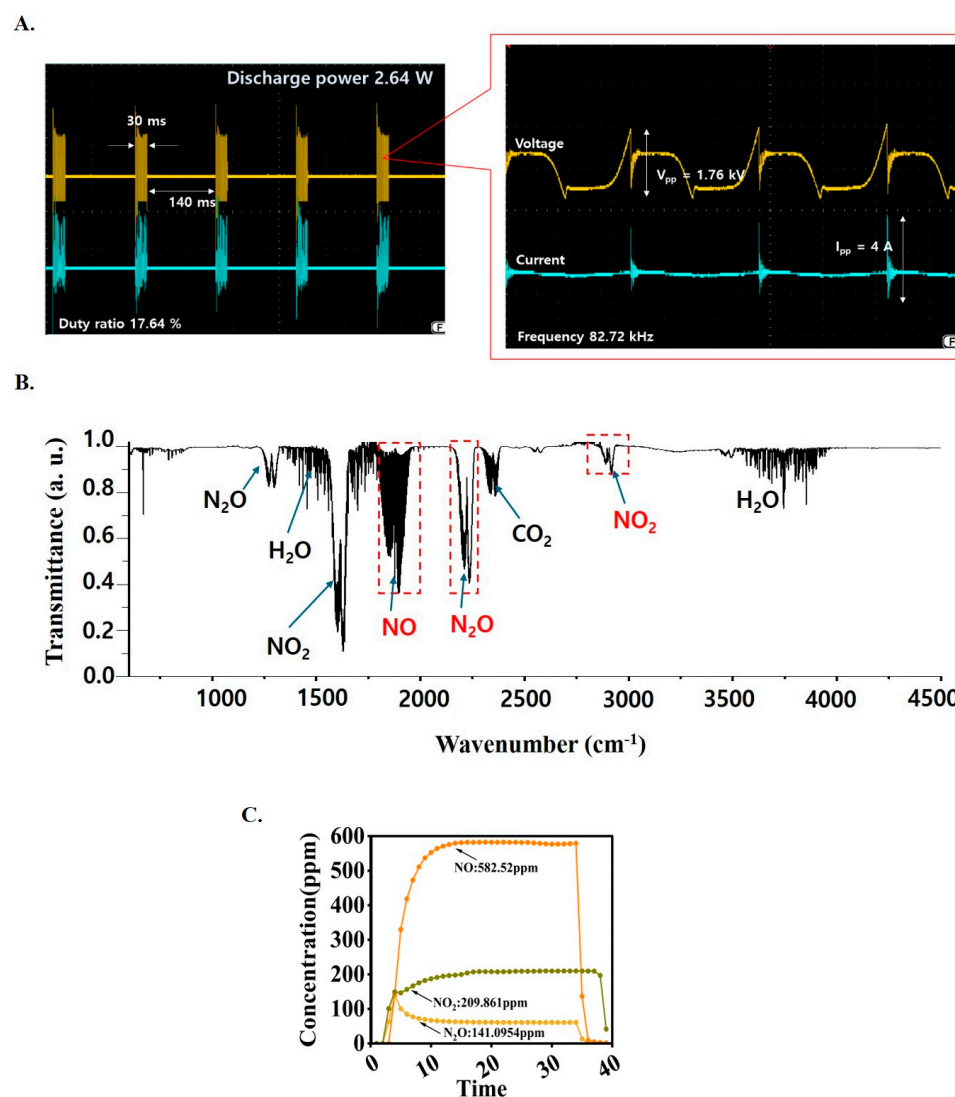 A.
Discharge power 2.64 W
30 ms
140 ms
Duty ratio 17.64 %
F
Voltage
Vₚₚ = 1.76 kV
Iₚₚ = 4 A
Current
Frequency 82.72 kHz
F
B.
Transmittance (a. u.)
1.0
0.8
0.6
0.4
0.2
0.0
N₂O
H₂O
NO₂
NO
N₂O
CO₂
NO₂
H₂O
1000
1500
2000
2500
3000
3500
4000
4500
Wavenumber (cm⁻¹)
C.
Concentration(ppm)
600
500
400
300
200
100
0
NO:582.52ppm
NO₂:209.861ppm
N₂O:141.0954ppm
0
10
20
30
40
Time